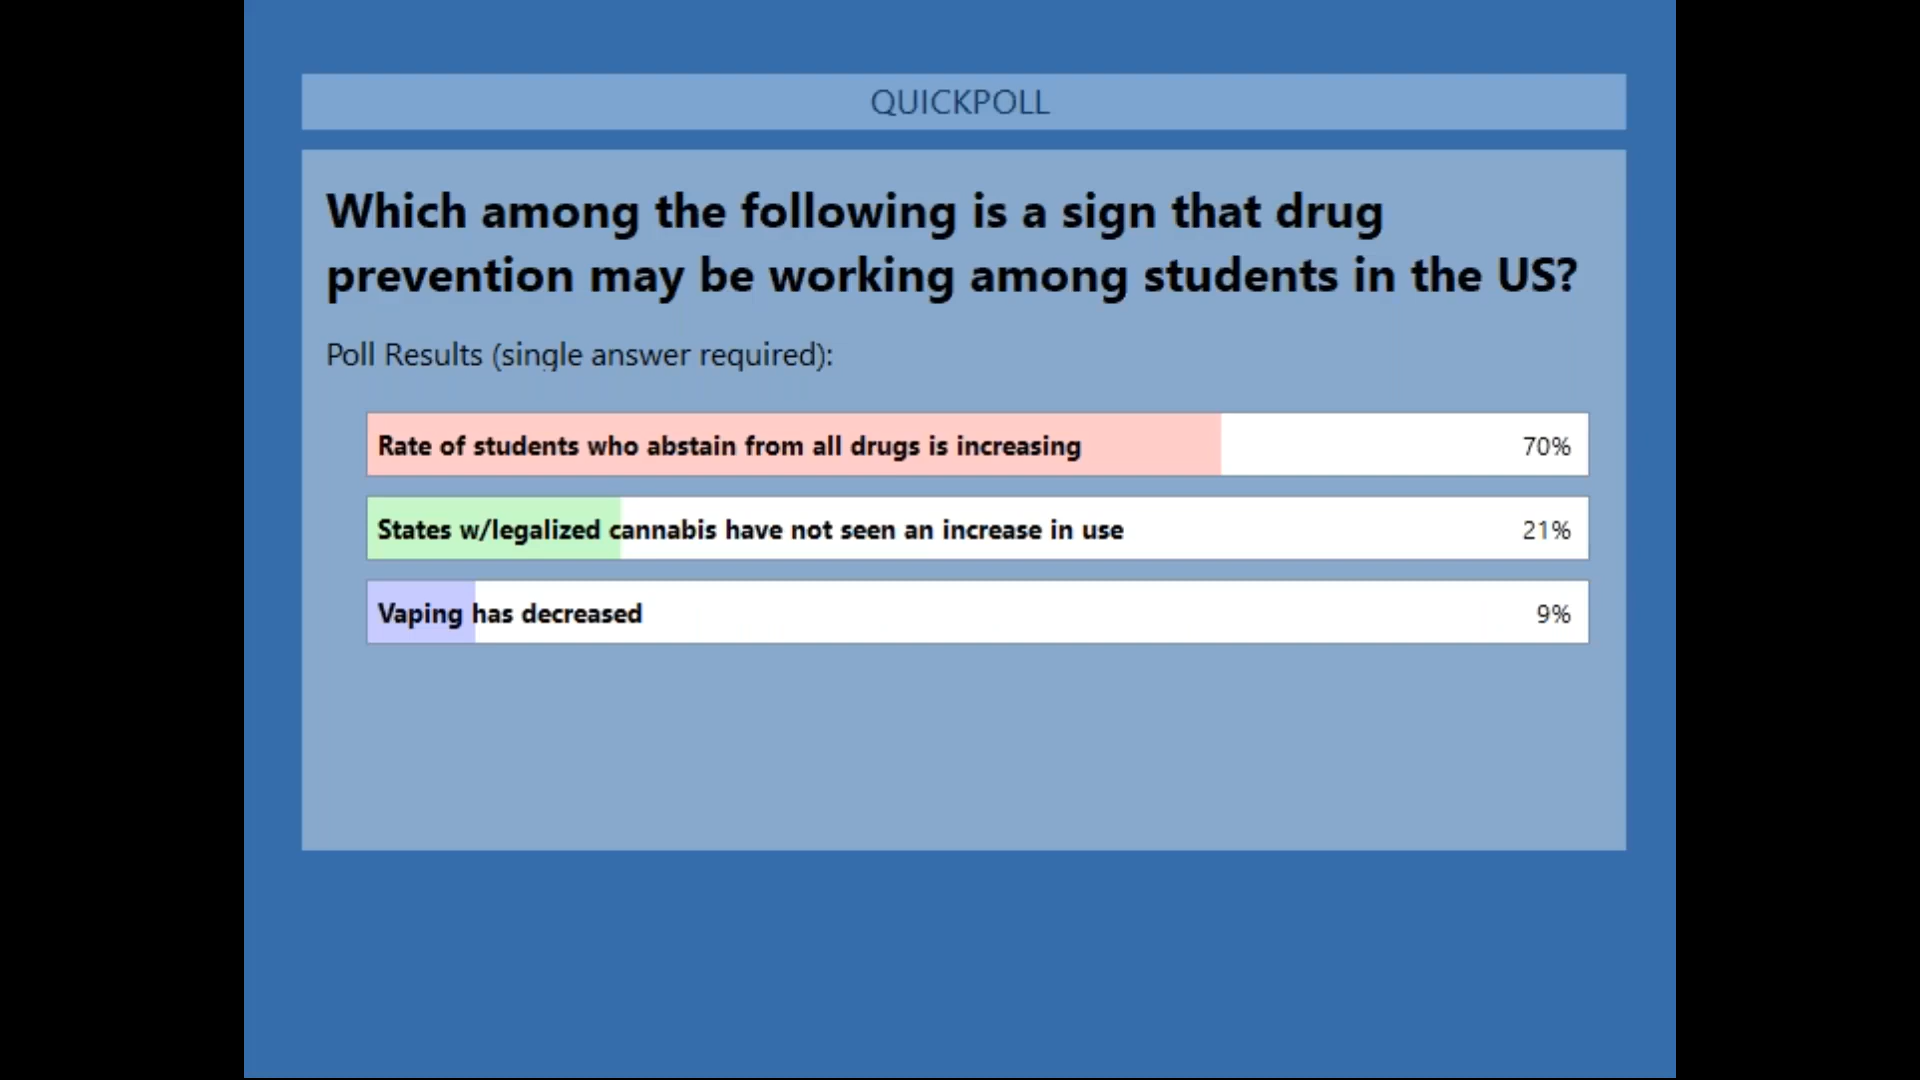 QUICKPOLL
Which among the following is a sign that drug
prevention may be working among students in the US?
Poll Results (single answer required):
Rate of students who abstain from all drugs is increasing 70%
States w/legalized cannabis have not seen an increase in use 21%
Vaping has decreased 9%